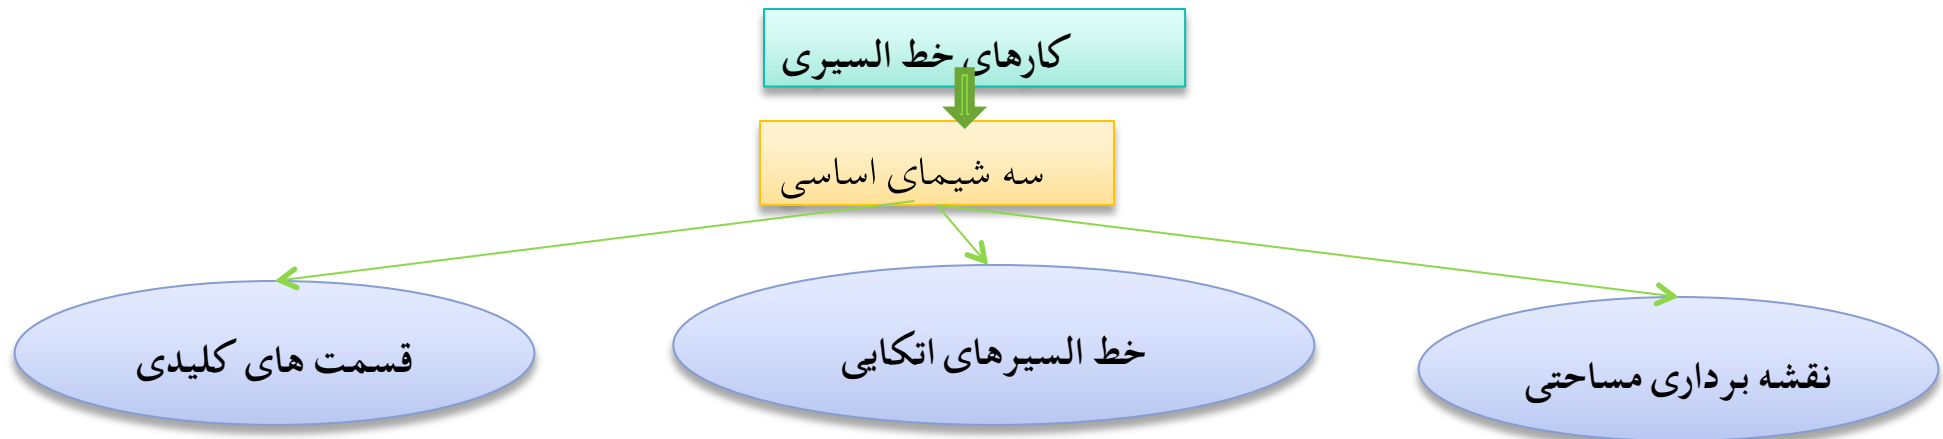 کارهای خط السیری
سه شیمای اساسی
نقشه برداری مساحتی
خط السیرهای اتکایی
قسمت های کلیدی